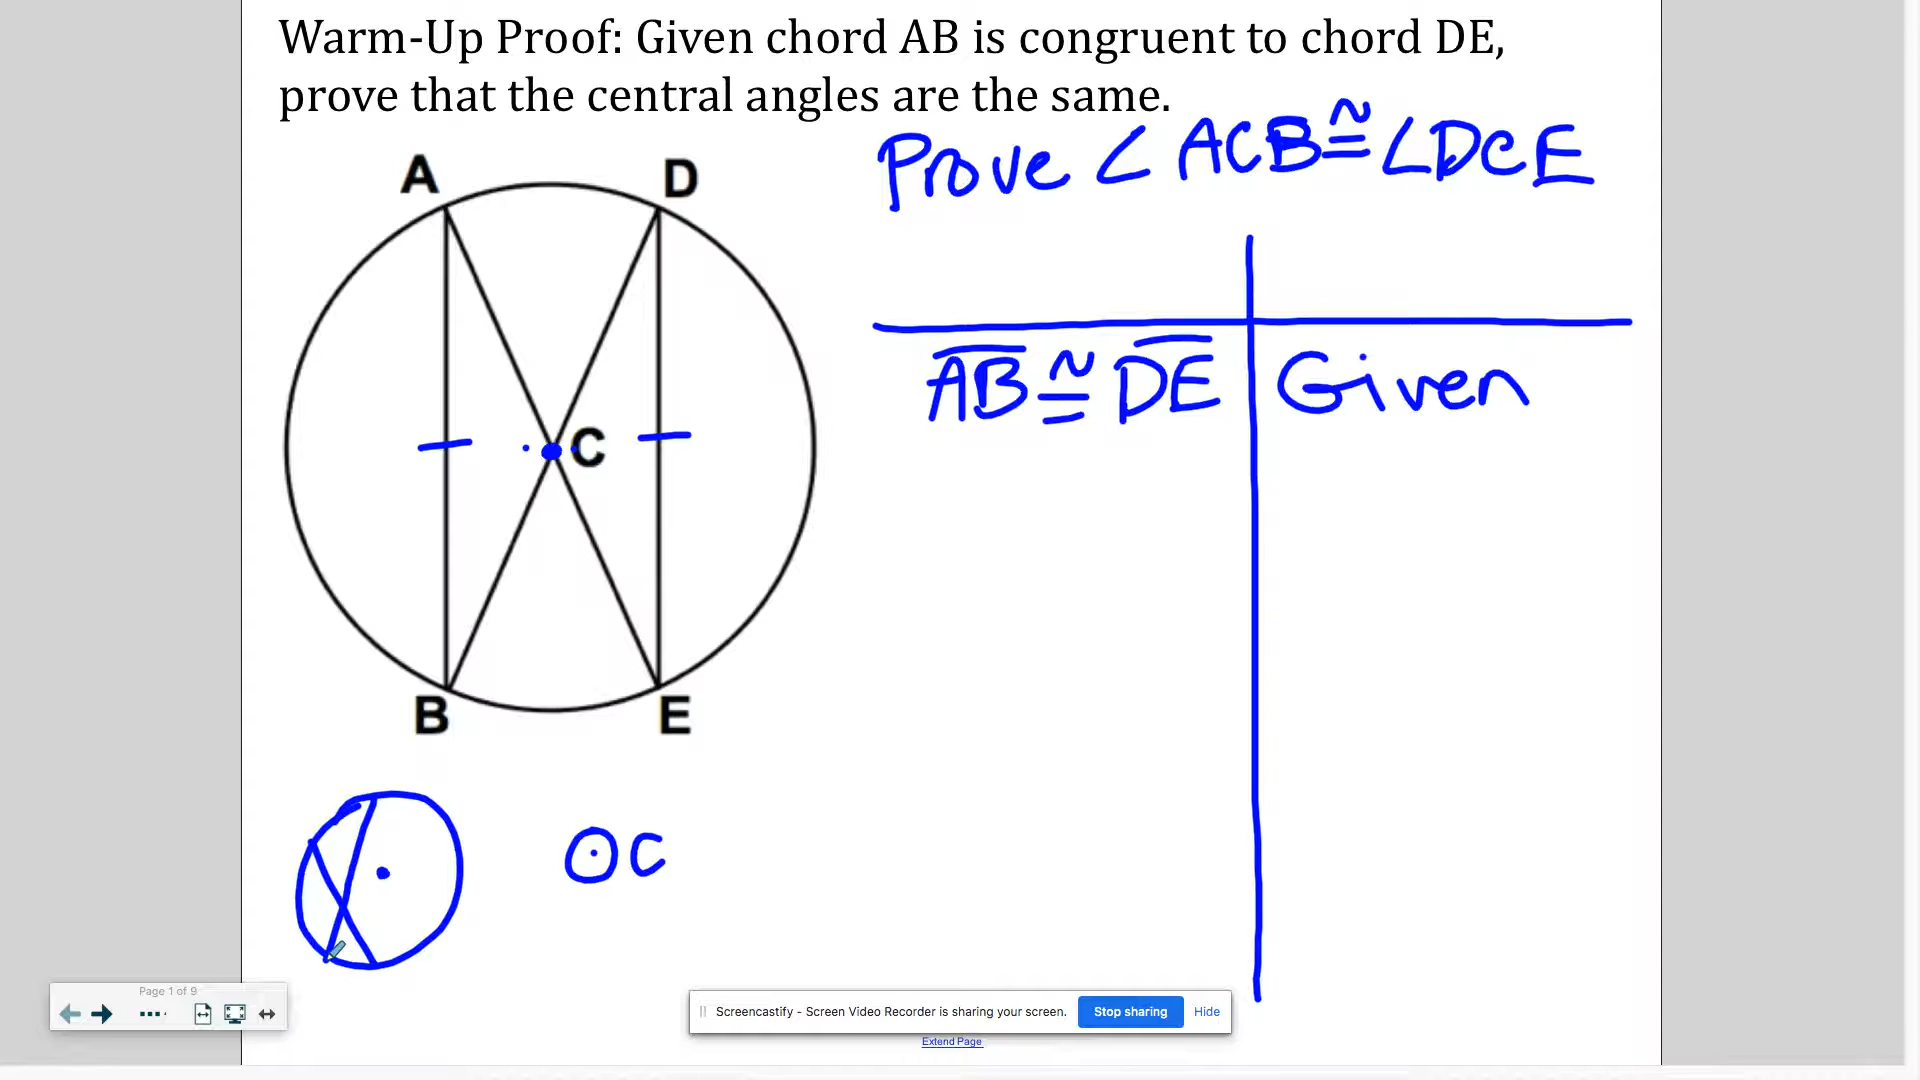 Warm-Up Proof: Given chord AB is congruent to chord DE,
prove that the central angles are the same.
Prove ∠ACB ≅ ∠DCE
A
D
A̅B̅ ≅ D̅E̅
Given
C
B
E
⊙C
Page 1 of 9
Screencastify - Screen Video Recorder is sharing your screen.
Stop sharing
Hide
Extend Page